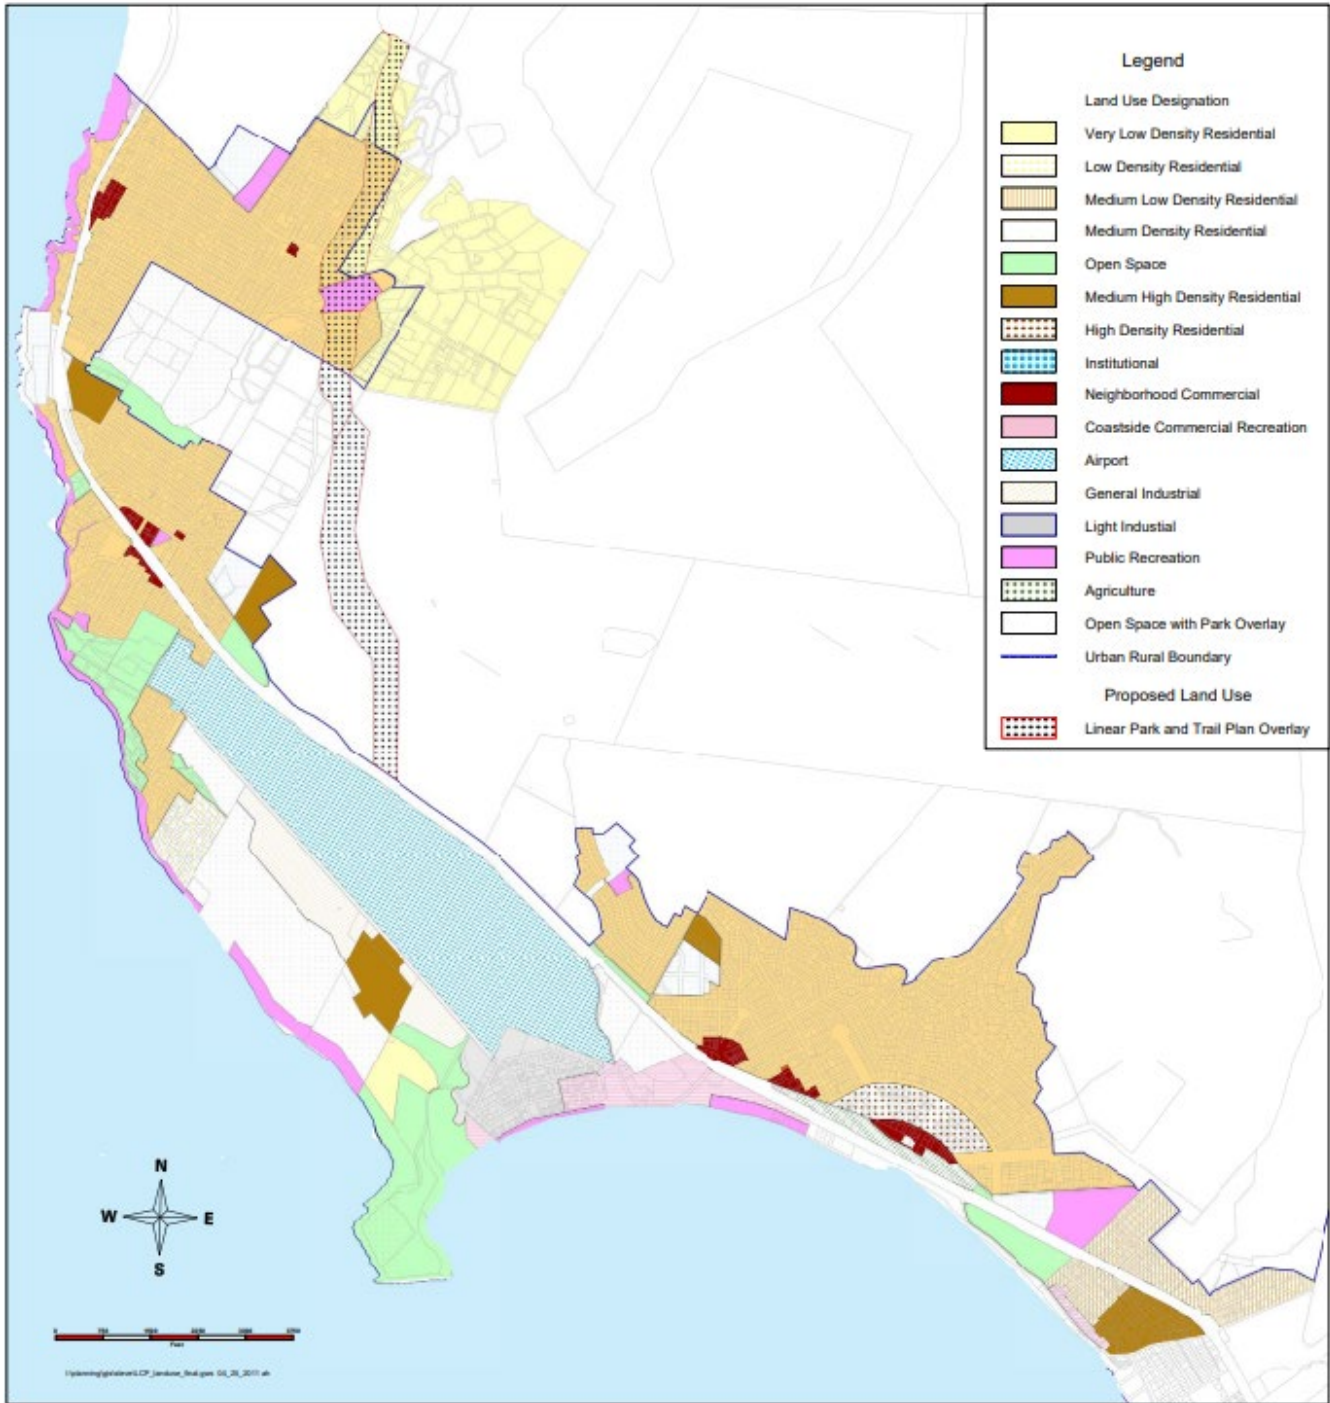 Legend
Land Use Designation
Very Low Density Residential
Low Density Residential
Medium Low Density Residential
Medium Density Residential
Open Space
Medium High Density Residential
High Density Residential
Institutional
Neighborhood Commercial
Coastside Commercial Recreation
Airport
General Industrial
Light Industial
Public Recreation
Agriculture
Open Space with Park Overlay
Urban Rural Boundary
Proposed Land Use
Linear Park and Trail Plan Overlay
N
W E
S
0
Feet